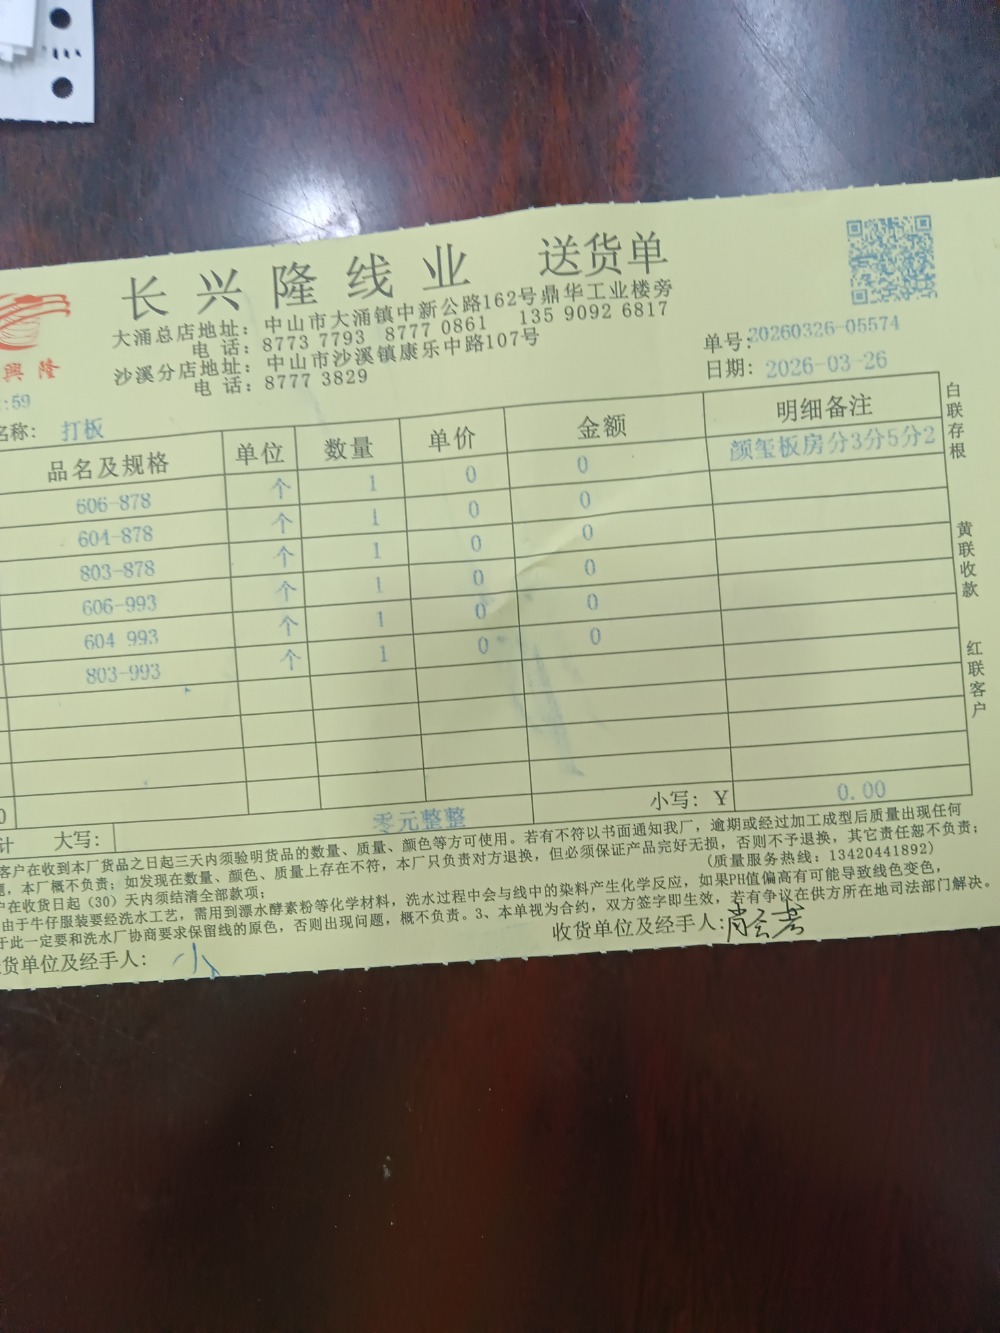 长兴隆线业 送货单
大涌总店地址：中山市大涌镇中新公路162号鼎华工业楼旁
电 话：8773 7793 8777 0861 135 9092 6817
沙溪分店地址：中山市沙溪镇康乐中路107号
电 话：8777 3829
興隆
单号：20260326-05574
日期：2026-03-26
:59
名称： 打板
品名及规格 单位 数量 单价 金额 明细备注
606-878 个 1 0 0 颜玺板房分3分5分2
604-878 个 1 0 0
803-878 个 1 0 0
606-993 个 1 0 0
604 993 个 1 0 0
803-993 个 1 0 0
白联存根
黄联收款
红联客户
0
计 大写： 零元整整 小写：￥ 0.00
客户在收到本厂货品之日起三天内须验明货品的数量、质量、颜色等方可使用。若有不符以书面通知我厂，逾期或经过加工成型后质量出现任何
题，本厂概不负责；如发现在数量、颜色、质量上存在不符，本厂只负责对方退换，但必须保证产品完好无损，否则不予退换，其它责任恕不负责；
户在收货日起（30）天内须结清全部款项； （质量服务热线：13420441892）
由于牛仔服装要经洗水工艺，需用到漂水酵素粉等化学材料，洗水过程中会与线中的染料产生化学反应，如果PH值偏高有可能导致线色变色，
于此一定要和洗水厂协商要求保留线的原色，否则出现问题，概不负责。3、本单视为合约，双方签字即生效，若有争议在供方所在地司法部门解决。
货单位及经手人： 小
收货单位及经手人：